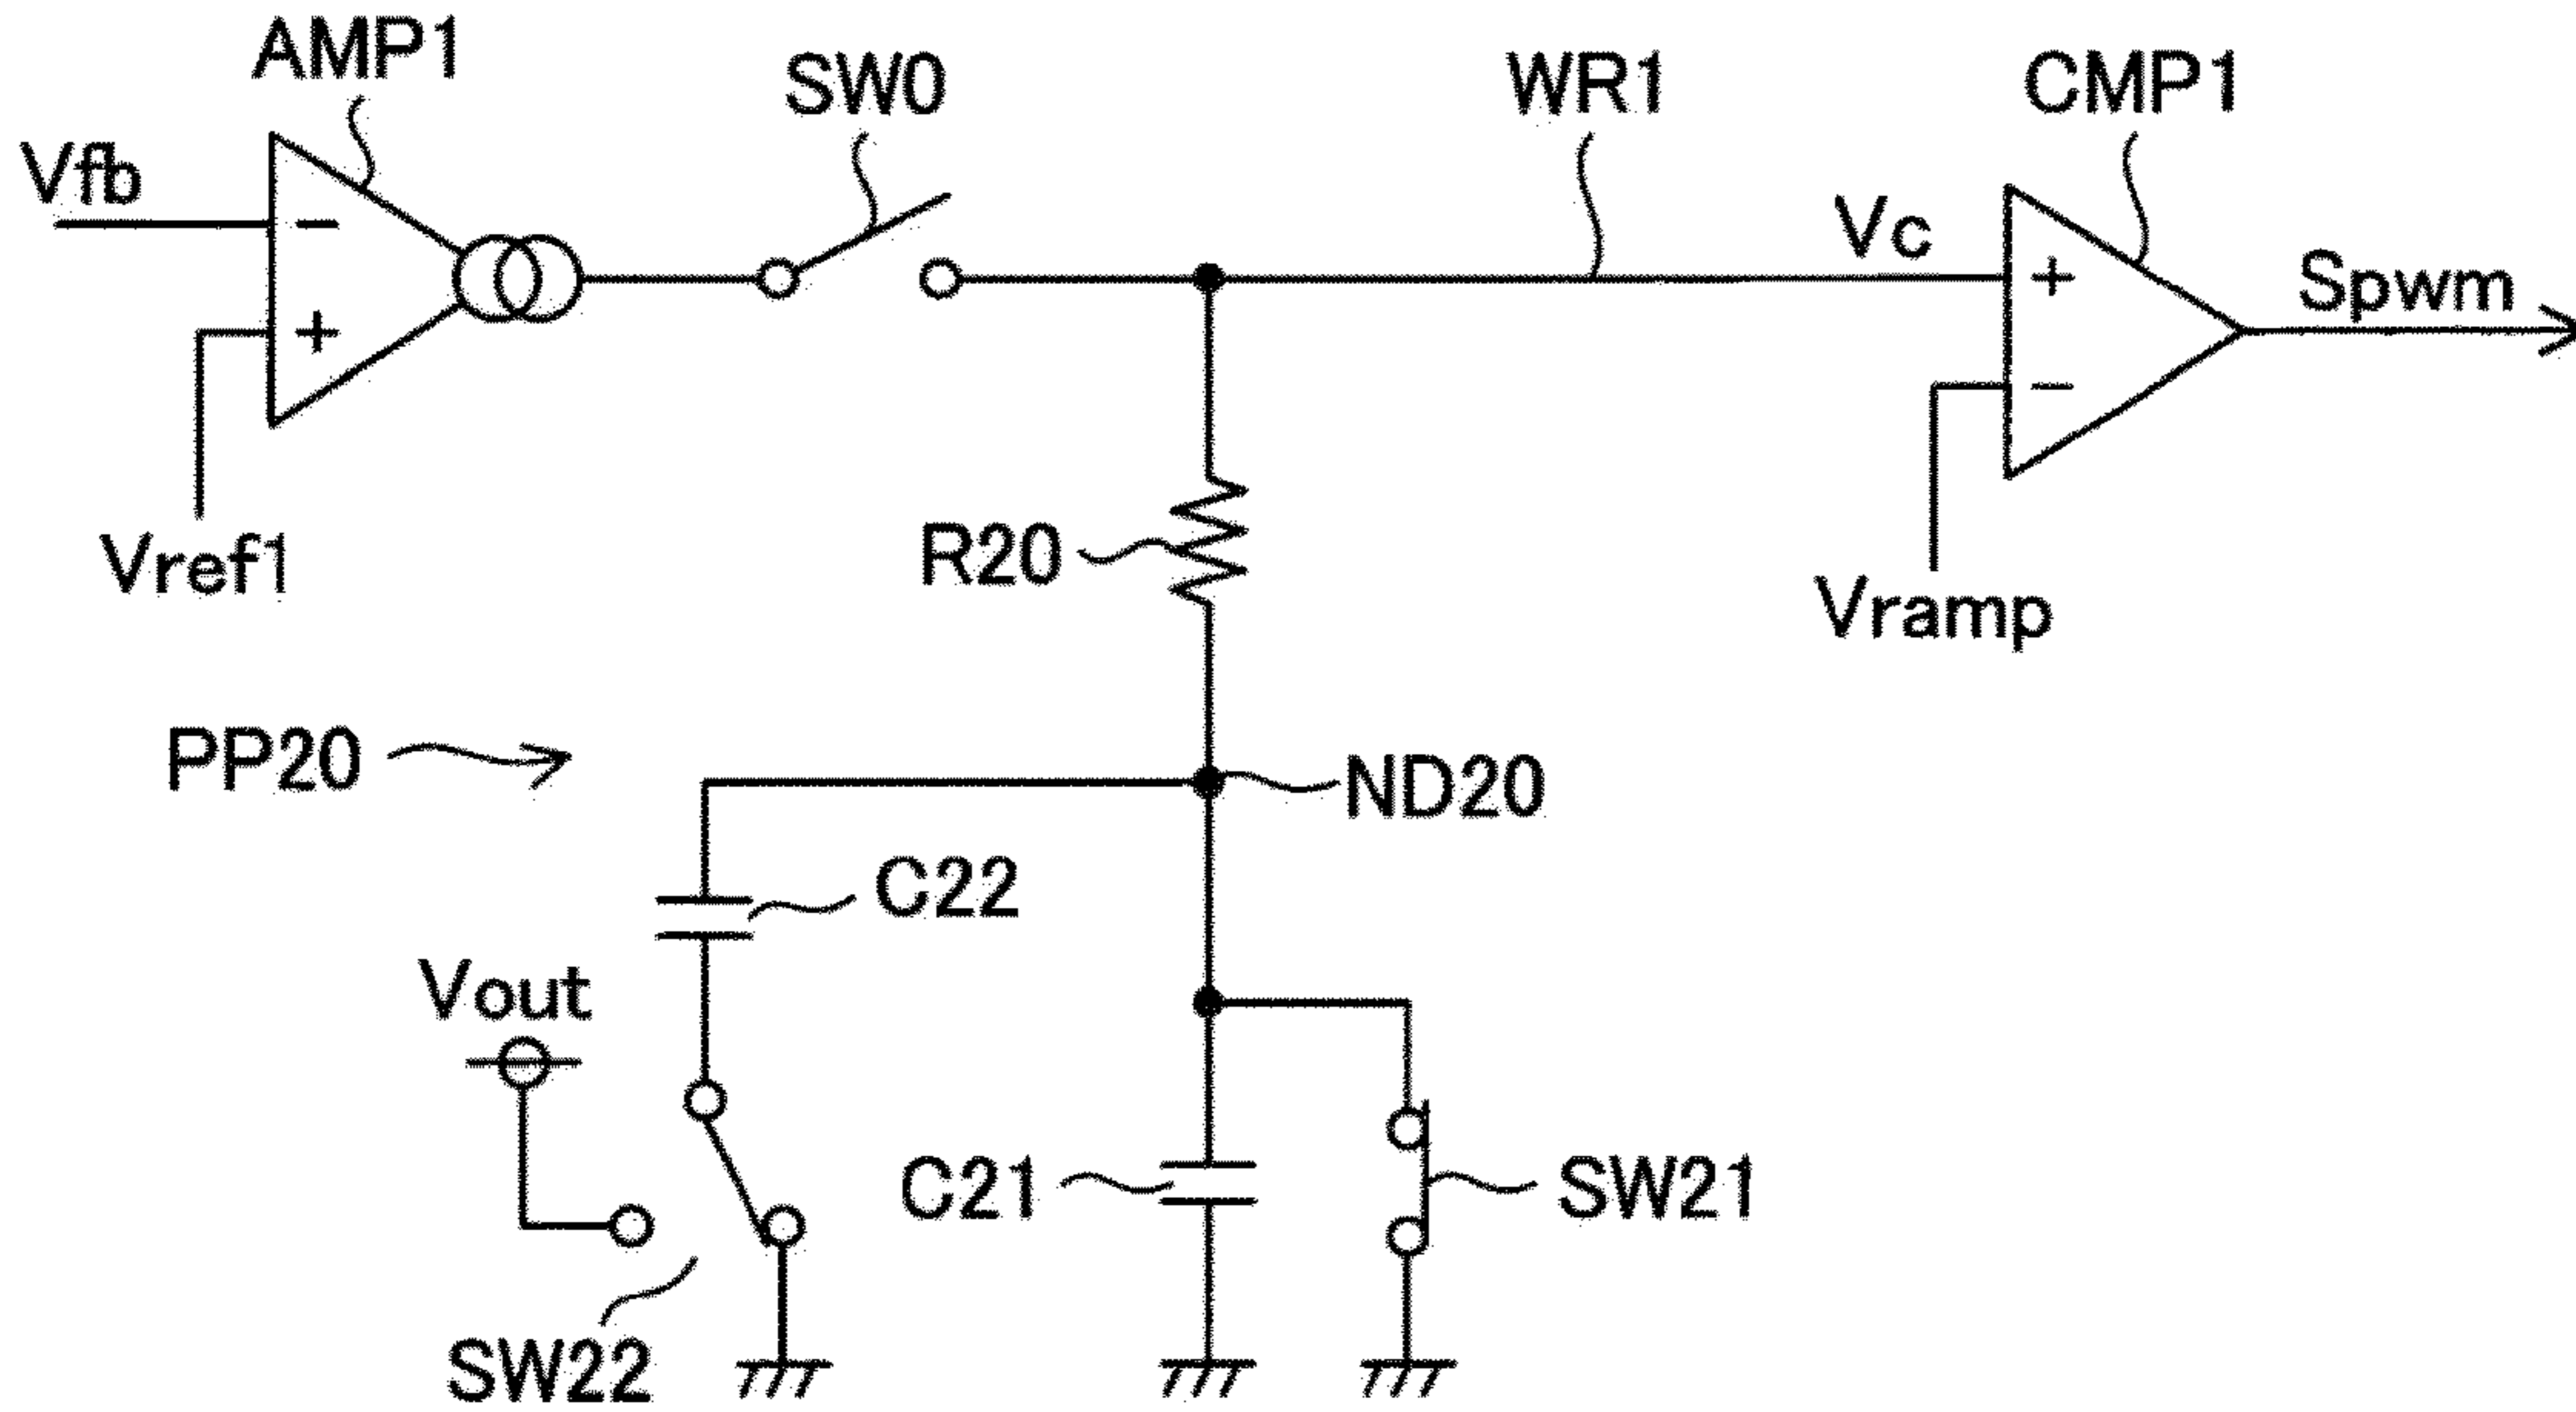 AMP1
SW0
WR1
CMP1
Vfb
−
+
Vref1
Vc
+
−
Spwm
Vramp
R20
PP20
ND20
C22
Vout
C21
SW21
SW22